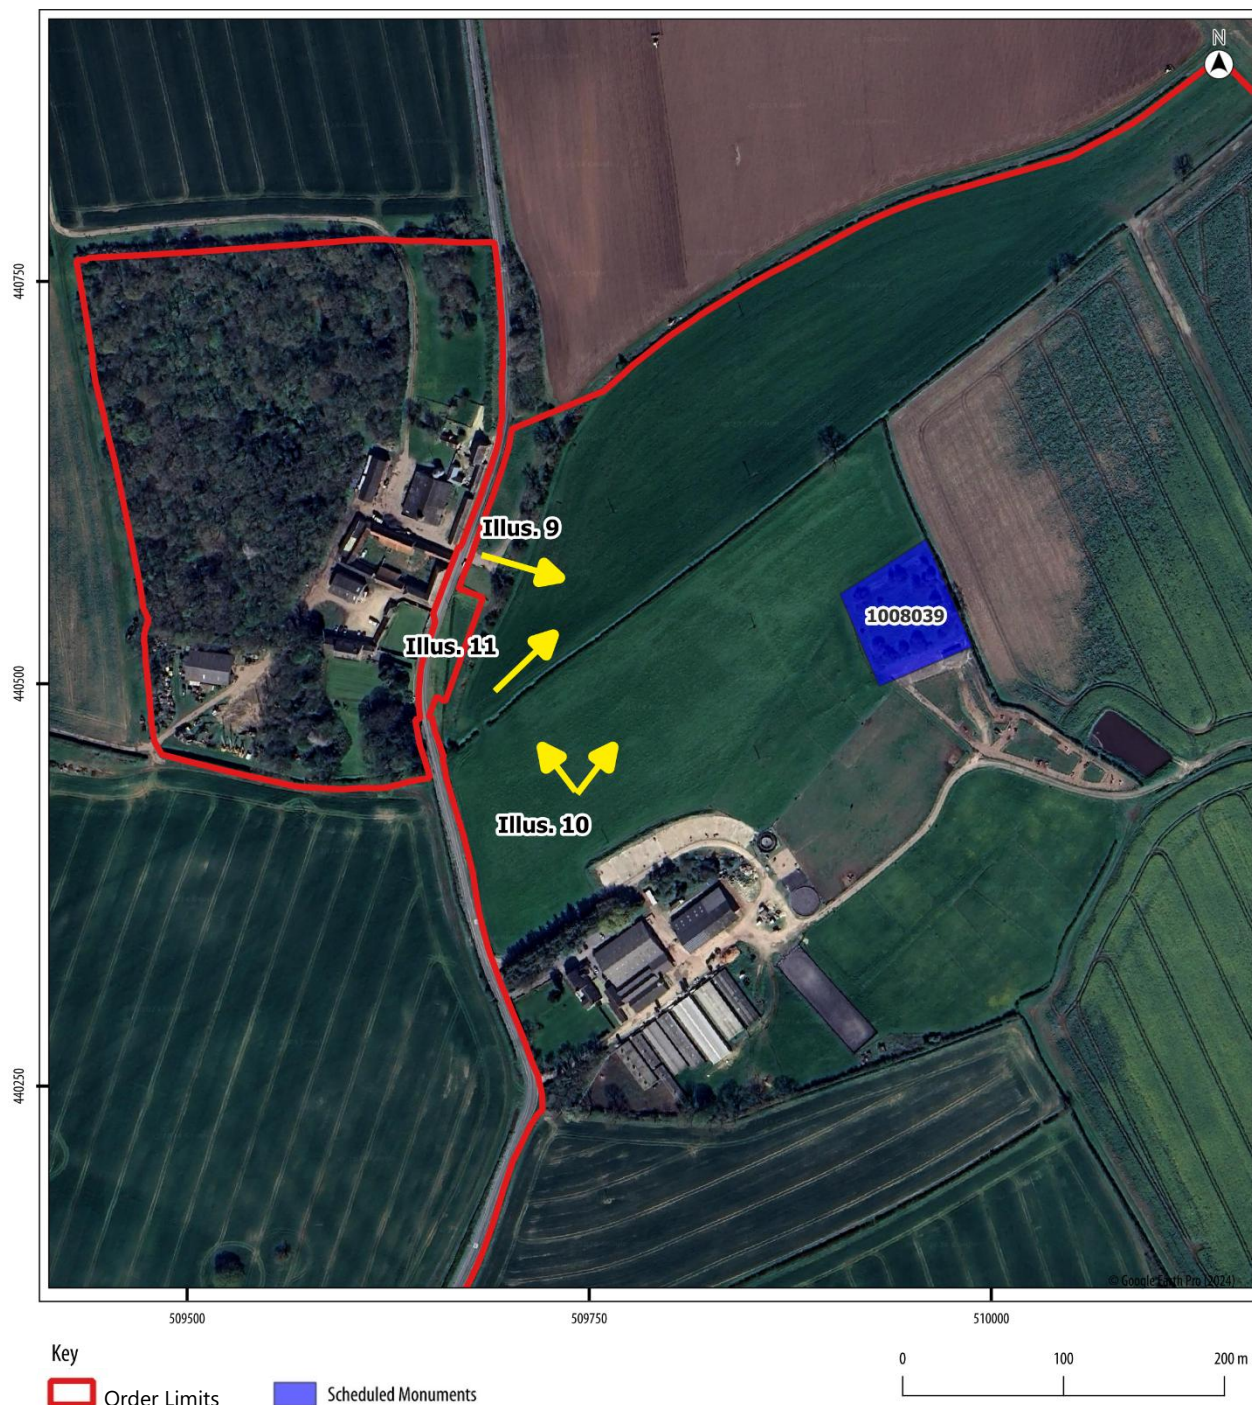 N
440750
Illus. 9
1008039
Illus. 11
440500
Illus. 10
440250
© Google Earth Pro (2024)
509500
509750
510000
Key
0
100
200 m
Order Limits
Scheduled Monuments